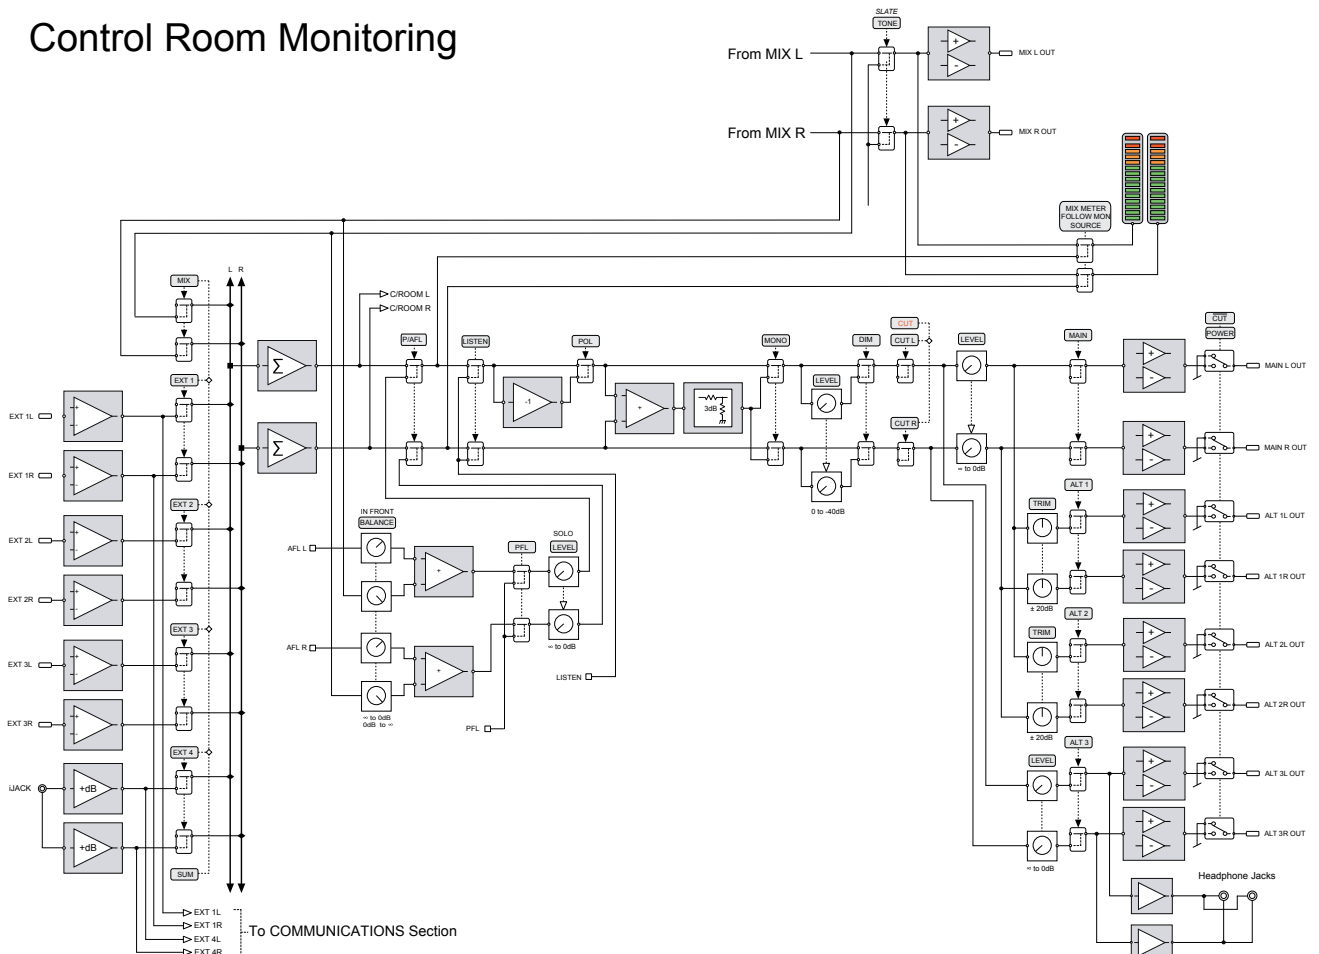 Control Room Monitoring
SLATE
TONE
From MIX L
+
-
MIX L OUT
From MIX R
+
-
MIX R OUT
MIX METER
FOLLOW MON
SOURCE
L R
MIX
C/ROOM L
C/ROOM R
CUT
CUT
POWER
P/AFL
LISTEN
POL
MONO
DIM
CUT L
LEVEL
MAIN
Σ
-1
+
3dB
LEVEL
+
-
MAIN L OUT
EXT 1
EXT 1L
+
-
Σ
CUT R
∞ to 0dB
+
-
MAIN R OUT
EXT 1R
+
-
0 to -40dB
EXT 2
ALT 1
TRIM
+
-
ALT 1L OUT
EXT 2L
+
-
IN FRONT
BALANCE
SOLO
LEVEL
AFL L
+
PFL
+
-
ALT 1R OUT
± 20dB
EXT 2R
+
-
ALT 2
EXT 3
TRIM
+
-
ALT 2L OUT
AFL R
+
∞ to 0dB
EXT 3L
+
-
LISTEN
+
-
ALT 2R OUT
± 20dB
EXT 3R
+
-
∞ to 0dB
0dB to ∞
PFL
ALT 3
EXT 4
LEVEL
+
-
ALT 3L OUT
iJACK
+dB
+
-
ALT 3R OUT
+dB
∞ to 0dB
SUM
Headphone Jacks
EXT 1L
EXT 1R
EXT 4L
EXT 4R
To COMMUNICATIONS Section